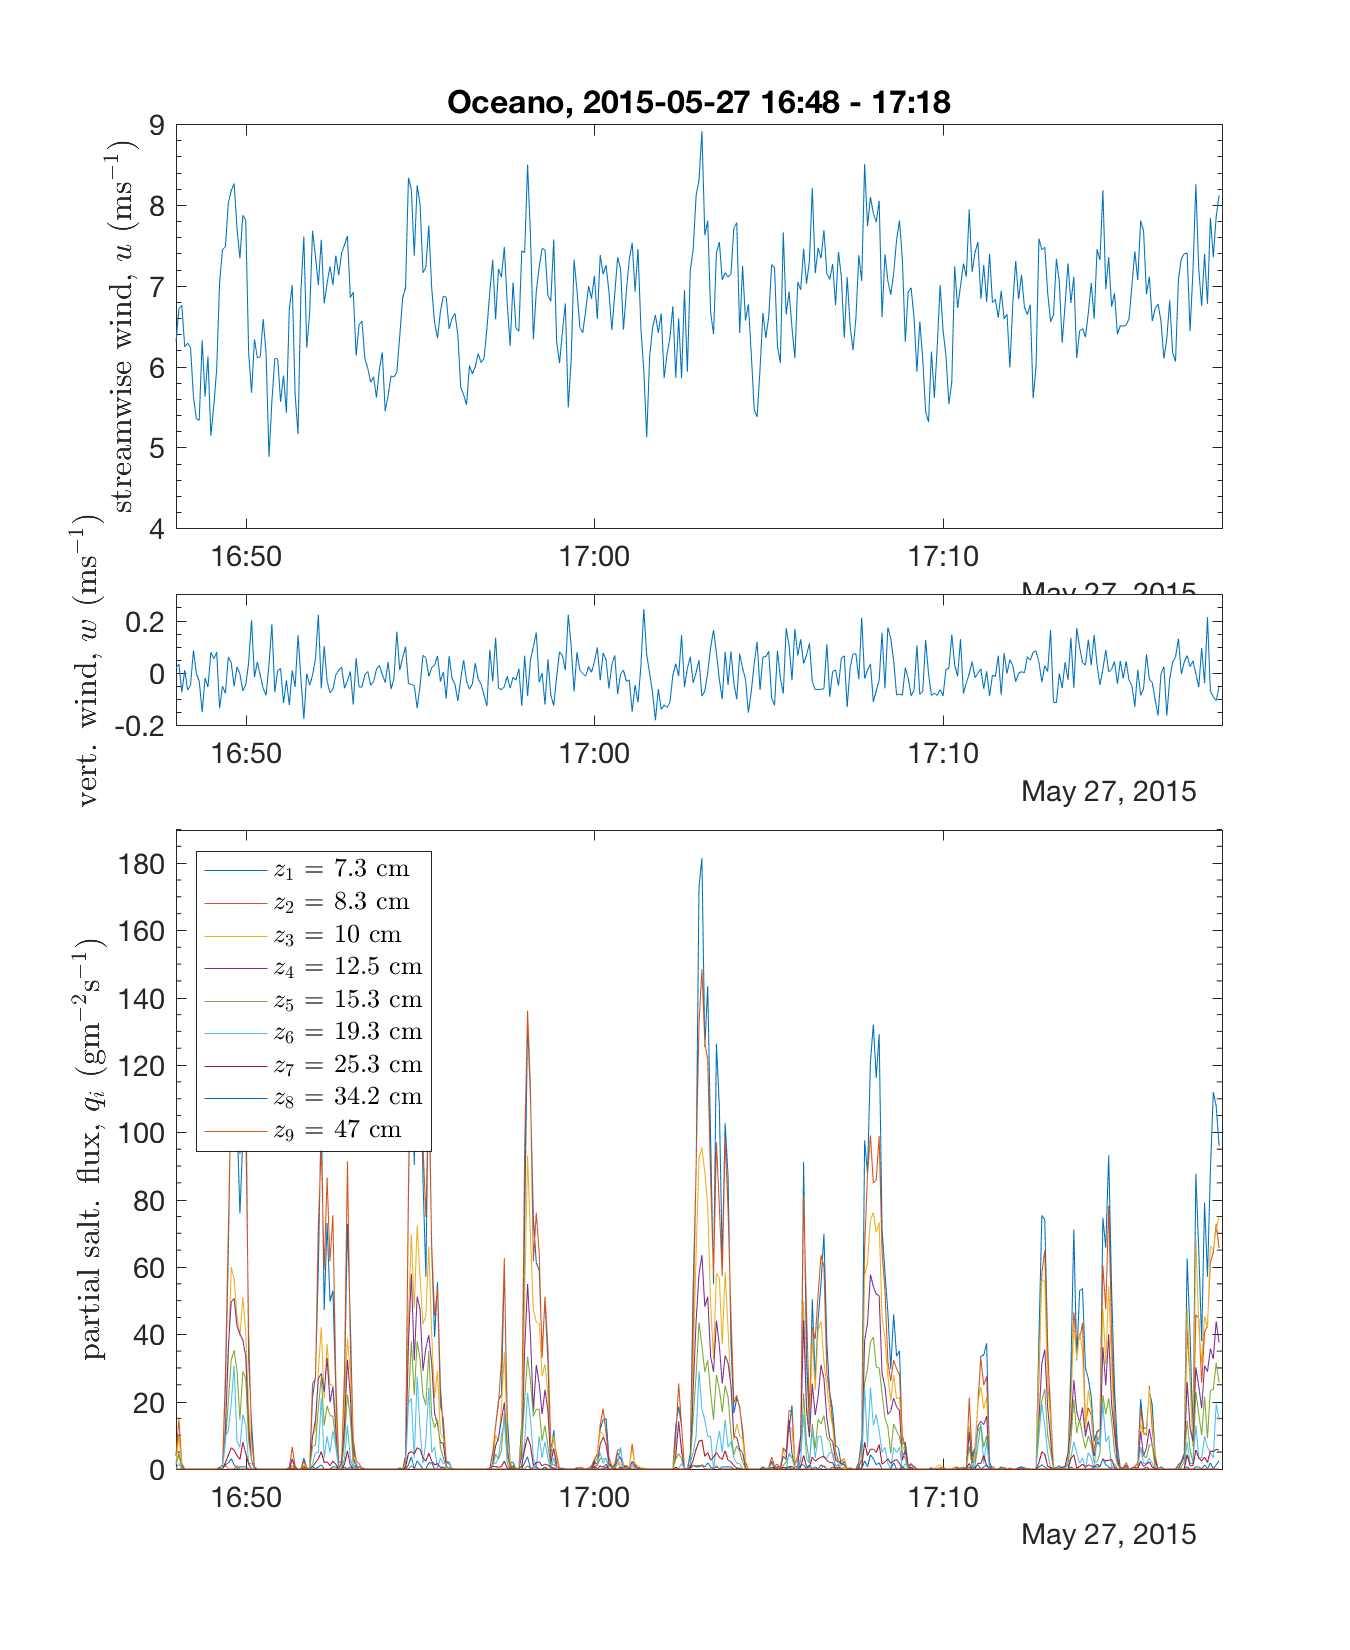 Oceano, 2015-05-27 16:48 - 17:18
streamwise wind, u (ms⁻¹)
9
8
7
6
5
4
16:50 17:00 17:10
May 27, 2015
vert. wind, w (ms⁻¹)
0.2
0
-0.2
16:50 17:00 17:10
May 27, 2015
partial salt. flux, qᵢ (gm⁻²s⁻¹)
180
160
140
120
100
80
60
40
20
0
z₁ = 7.3 cm
z₂ = 8.3 cm
z₃ = 10 cm
z₄ = 12.5 cm
z₅ = 15.3 cm
z₆ = 19.3 cm
z₇ = 25.3 cm
z₈ = 34.2 cm
z₉ = 47 cm
16:50 17:00 17:10
May 27, 2015